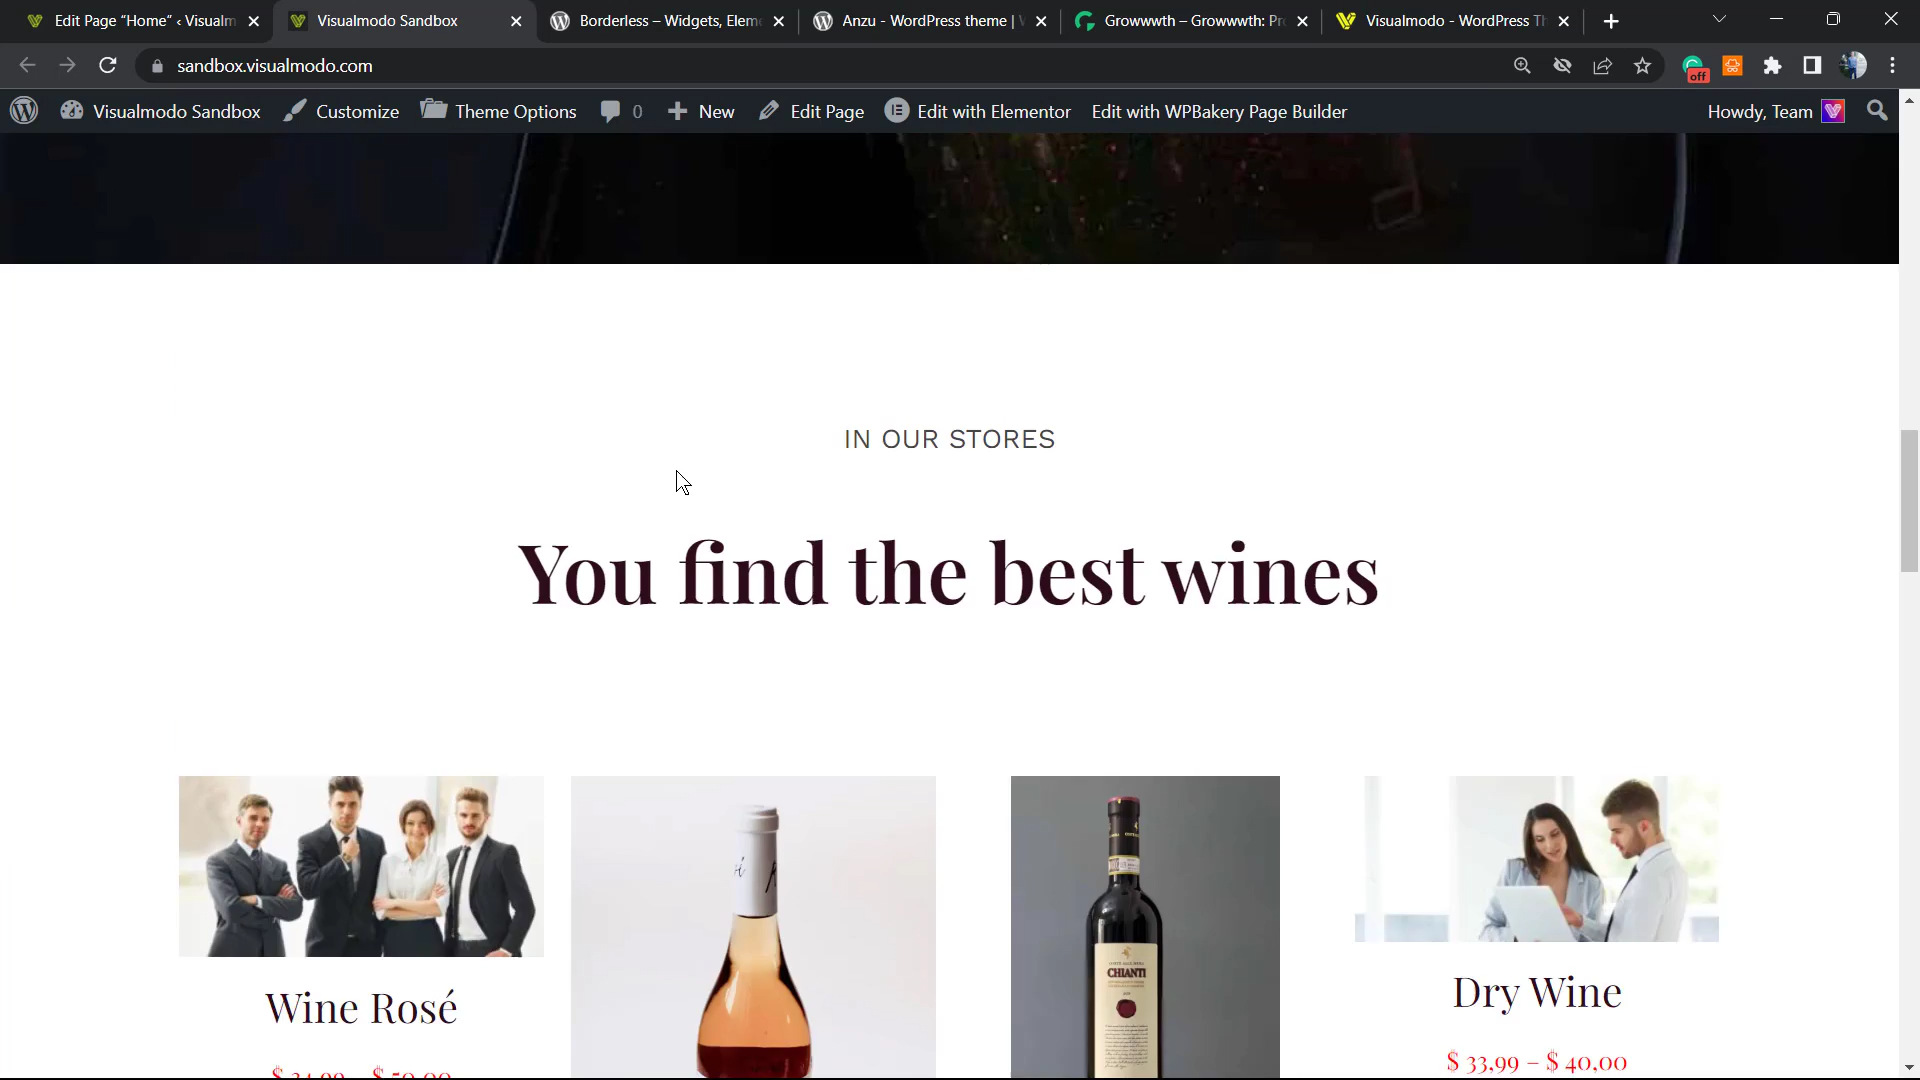 Edit Page “Home” ‹ Visualm
Visualmodo Sandbox
Borderless – Widgets, Elem
Anzu - WordPress theme |
Growwwth – Growwwth: Pr
Visualmodo - WordPress Th
sandbox.visualmodo.com
off
Visualmodo Sandbox
Customize
Theme Options
0
New
Edit Page
Edit with Elementor
Edit with WPBakery Page Builder
Howdy, Team
IN OUR STORES
You find the best wines
CHIANTI
Wine Rosé
Dry Wine
$ 33,99 – $ 40,00